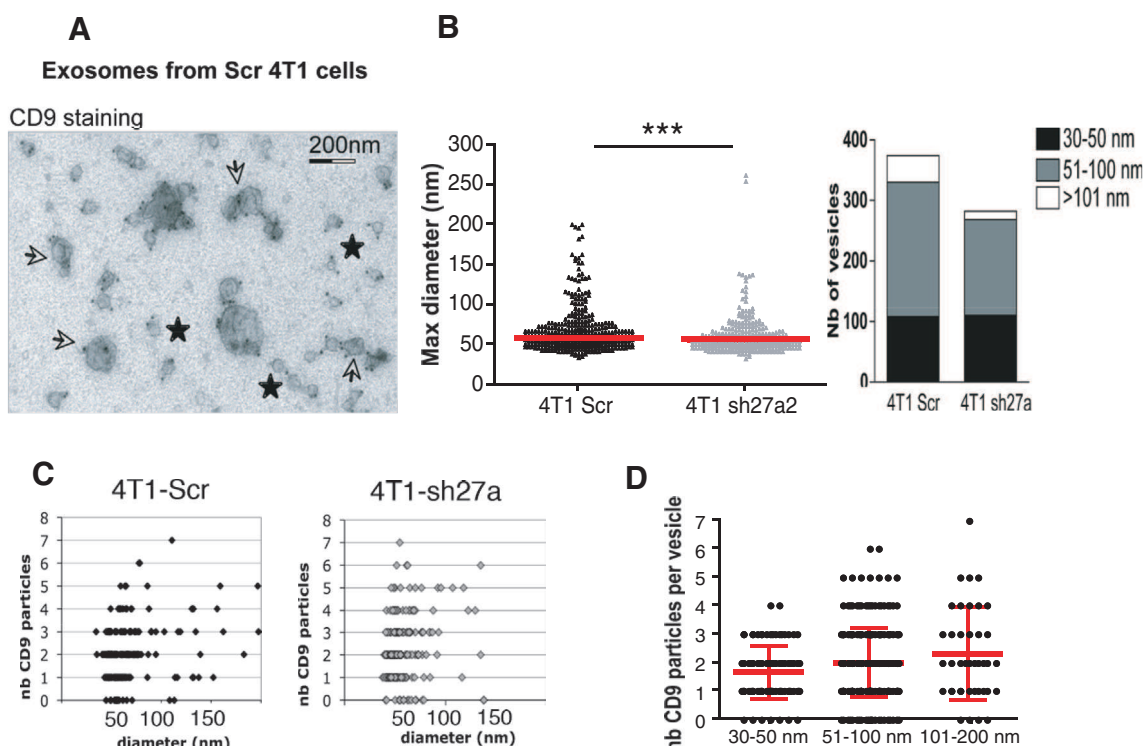 A
Exosomes from Scr 4T1 cells
CD9 staining
200nm
B
Max diameter (nm)
300
250
200
150
100
50
0
***
4T1 Scr
4T1 sh27a2
Nb of vesicles
400
300
200
100
0
4T1 Scr
4T1 sh27a
30-50 nm
51-100 nm
>101 nm
C
4T1-Scr
nb CD9 particles
8
7
6
5
4
3
2
1
0
50 100 150
diameter (nm)
4T1-sh27a
nb CD9 particles
8
7
6
5
4
3
2
1
0
50 100 150
diameter (nm)
D
nb CD9 particles per vesicle
7
6
5
4
3
2
1
0
30-50 nm
51-100 nm
101-200 nm